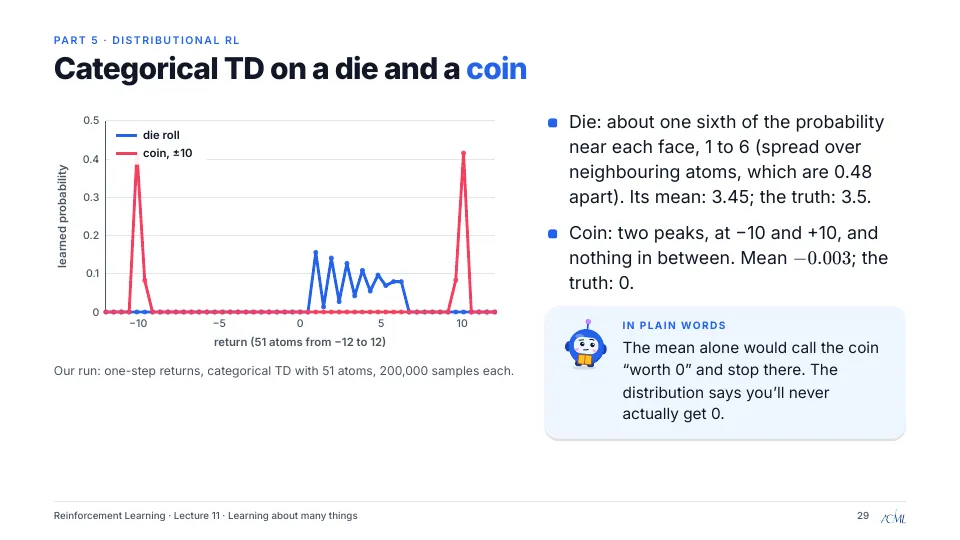 PART 5 · DISTRIBUTIONAL RL
Categorical TD on a die and a coin
0.5
0.4
0.3
0.2
0.1
0
learned probability
die roll
coin, ±10
−10
−5
0
5
10
return (51 atoms from −12 to 12)
Our run: one-step returns, categorical TD with 51 atoms, 200,000 samples each.
Die: about one sixth of the probability
near each face, 1 to 6 (spread over
neighbouring atoms, which are 0.48
apart). Its mean: 3.45; the truth: 3.5.
Coin: two peaks, at −10 and +10, and
nothing in between. Mean −0.003; the
truth: 0.
IN PLAIN WORDS
The mean alone would call the coin
“worth 0” and stop there. The
distribution says you’ll never
actually get 0.
Reinforcement Learning · Lecture 11 · Learning about many things
29
ACML